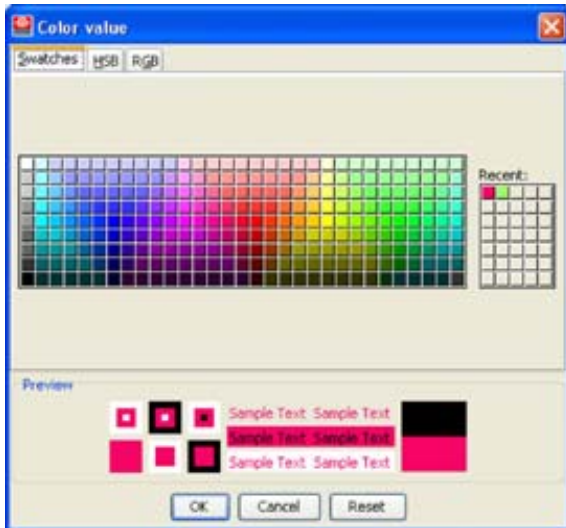 Color value
Swatches HSB RGB
Recent:
Preview
Sample Text Sample Text
Sample Text Sample Text
Sample Text Sample Text
OK Cancel Reset